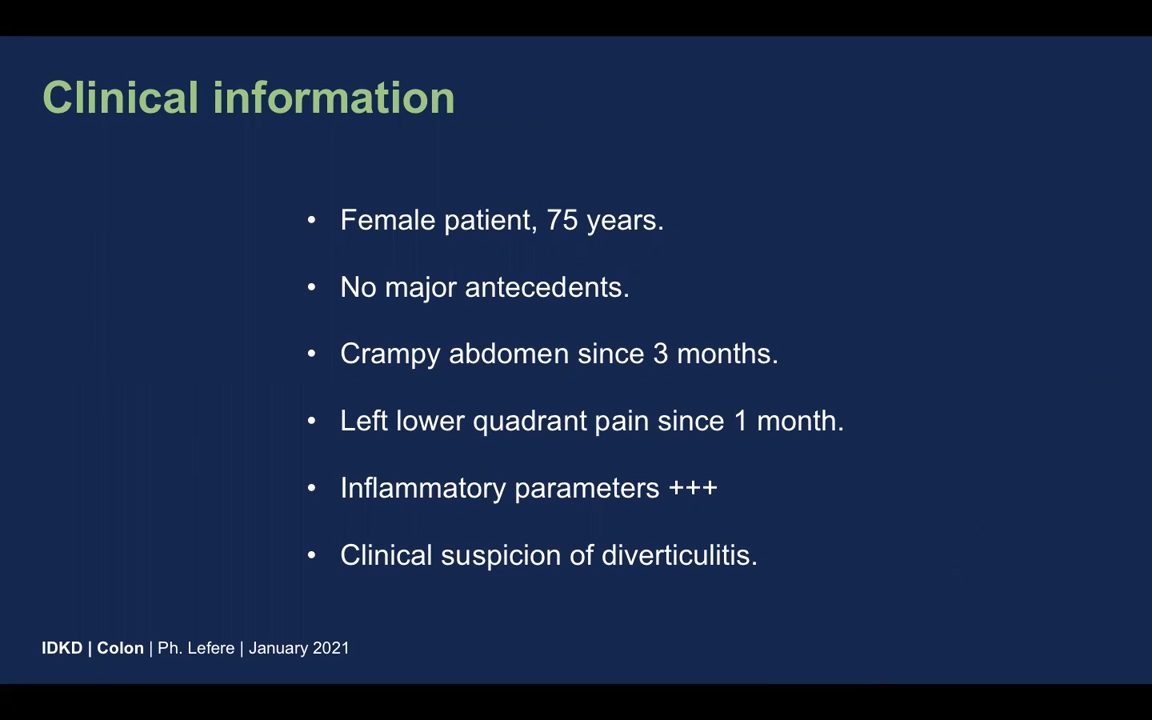 Clinical information
• Female patient, 75 years.
• No major antecedents.
• Crampy abdomen since 3 months.
• Left lower quadrant pain since 1 month.
• Inflammatory parameters +++
• Clinical suspicion of diverticulitis.
IDKD | Colon | Ph. Lefere | January 2021